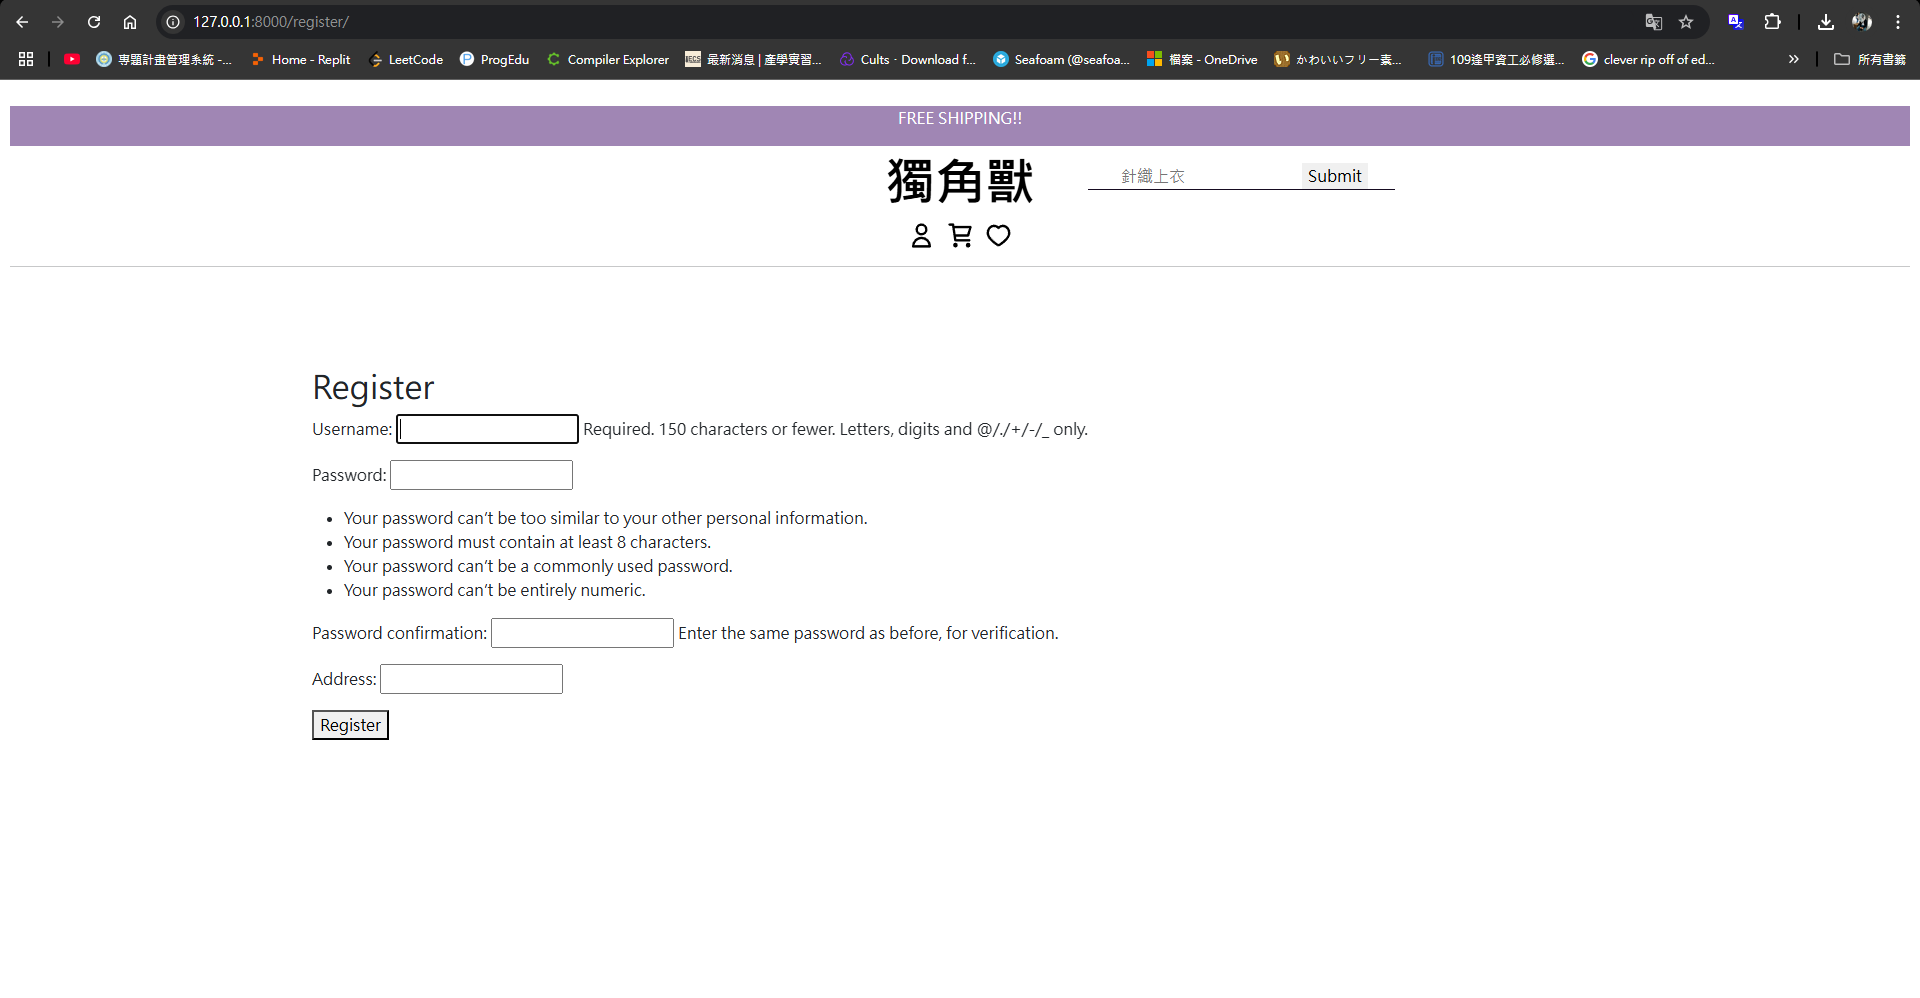 127.0.0.1:8000/register/
專題計畫管理系統 -...
Home - Replit
LeetCode
ProgEdu
Compiler Explorer
最新消息 | 產學實習...
Cults · Download f...
Seafoam (@seafoa...
檔案 - OneDrive
かわいいフリー素...
109逢甲資工必修選...
clever rip off of ed...
所有書籤
FREE SHIPPING!!
獨角獸
針織上衣
Submit
Register
Username: Required. 150 characters or fewer. Letters, digits and @/./+/-/_ only.
Password:
• Your password can’t be too similar to your other personal information.
• Your password must contain at least 8 characters.
• Your password can’t be a commonly used password.
• Your password can’t be entirely numeric.
Password confirmation: Enter the same password as before, for verification.
Address:
Register